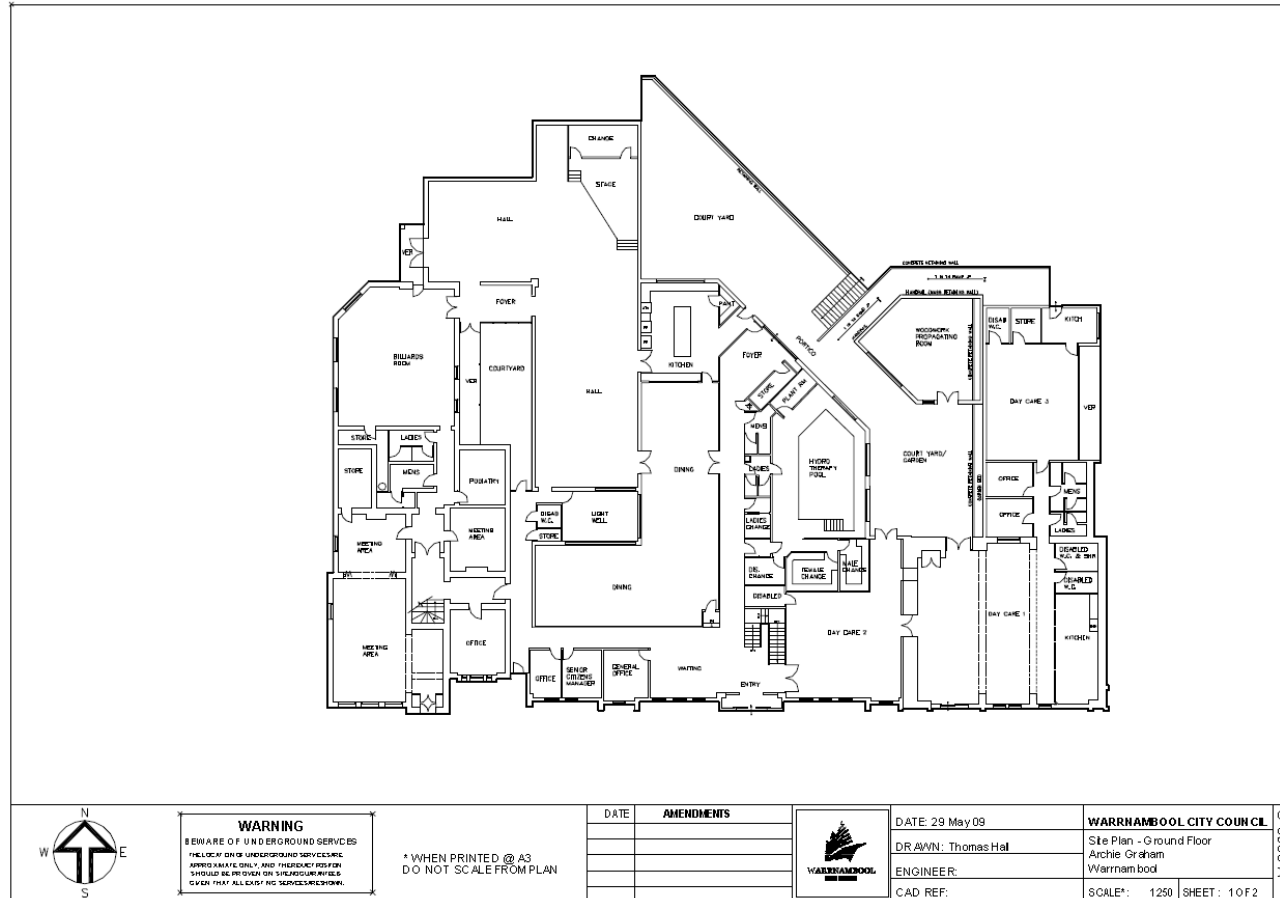 CHANGE
STAGE
HALL
RETAINING WALL
COURT YARD
VER
CONCRETE RETAINING WALL
FOYER
PANT
KITCHEN
PORTICO
FOYER
WOODWORK
PROPAGATING
ROOM
DISAB
W.C.
STORE
KITCH
BILLIARDS
ROOM
VER
COURTYARD
HALL
STORE
PLANT RM
DAY CARE 3
VER
STORE
LADIES
MENS
STORE
MENS
PODIATRY
DINING
LADIES
HYDRO
THERAPY
POOL
COURT YARD/
GARDEN
OFFICE
MENS
OFFICE
LADIES
MEETING
AREA
MEETING
AREA
DISAB
W.C.
STORE
LIGHT
WELL
LADIES
CHANGE
DIS.
CHANGE
FEMALE
CHANGE
MALE
CHANGE
DISABLED
DISABLED
W.C. & SHR
DISABLED
W.C.
DINING
DAY CARE 2
DAY CARE 1
KITCHEN
MEETING
AREA
OFFICE
OFFICE
SENIOR
CITIZENS
MANAGER
GENERAL
OFFICE
WAITING
ENTRY
N
W E
S
WARNING
BEWARE OF UNDERGROUND SERVICES
* WHEN PRINTED @ A3
DO NOT SCALE FROM PLAN
DATE AMENDMENTS
WARRNAMBOOL
DATE: 29 May 09
DRAWN: Thomas Hall
ENGINEER:
CAD REF:
WARRNAMBOOL CITY COUNCIL
Site Plan - Ground Floor
Archie Graham
Warrnambool
SCALE*: 1250 SHEET : 1 OF 2